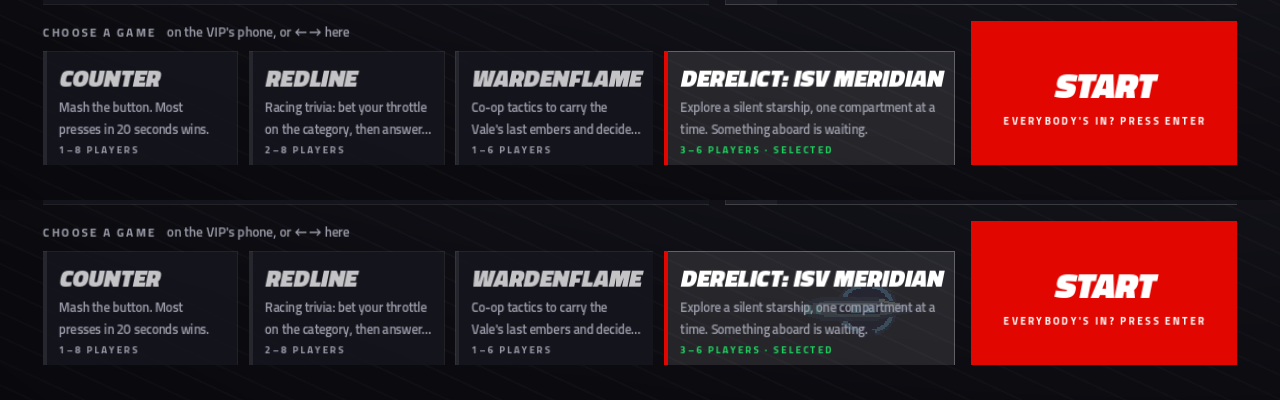 CHOOSE A GAME on the VIP's phone, or ←→ here
COUNTER
Mash the button. Most
presses in 20 seconds wins.
1–8 PLAYERS
REDLINE
Racing trivia: bet your throttle
on the category, then answer...
2–8 PLAYERS
WARDENFLAME
Co-op tactics to carry the
Vale's last embers and decide...
1–6 PLAYERS
DERELICT: ISV MERIDIAN
Explore a silent starship, one compartment at a
time. Something aboard is waiting.
3–6 PLAYERS · SELECTED
START
EVERYBODY'S IN? PRESS ENTER
CHOOSE A GAME on the VIP's phone, or ←→ here
COUNTER
Mash the button. Most
presses in 20 seconds wins.
1–8 PLAYERS
REDLINE
Racing trivia: bet your throttle
on the category, then answer...
2–8 PLAYERS
WARDENFLAME
Co-op tactics to carry the
Vale's last embers and decide...
1–6 PLAYERS
DERELICT: ISV MERIDIAN
Explore a silent starship, one compartment at a
time. Something aboard is waiting.
3–6 PLAYERS · SELECTED
START
EVERYBODY'S IN? PRESS ENTER